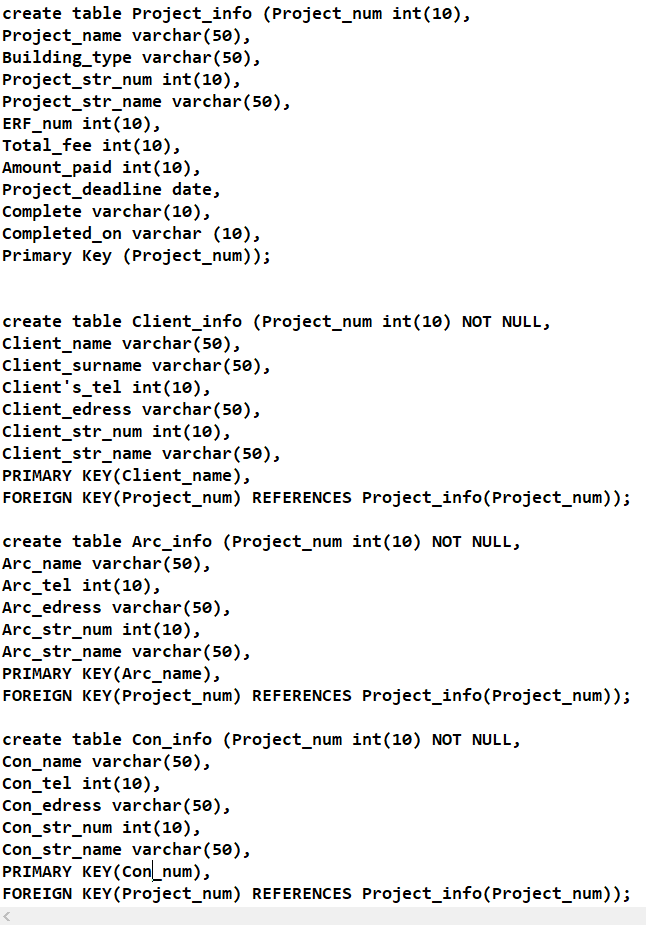 create table Project_info (Project_num int(10),
Project_name varchar(50),
Building_type varchar(50),
Project_str_num int(10),
Project_str_name varchar(50),
ERF_num int(10),
Total_fee int(10),
Amount_paid int(10),
Project_deadline date,
Complete varchar(10),
Completed_on varchar (10),
Primary Key (Project_num));
create table Client_info (Project_num int(10) NOT NULL,
Client_name varchar(50),
Client_surname varchar(50),
Client's_tel int(10),
Client_edress varchar(50),
Client_str_num int(10),
Client_str_name varchar(50),
PRIMARY KEY(Client_name),
FOREIGN KEY(Project_num) REFERENCES Project_info(Project_num));
create table Arc_info (Project_num int(10) NOT NULL,
Arc_name varchar(50),
Arc_tel int(10),
Arc_edress varchar(50),
Arc_str_num int(10),
Arc_str_name varchar(50),
PRIMARY KEY(Arc_name),
FOREIGN KEY(Project_num) REFERENCES Project_info(Project_num));
create table Con_info (Project_num int(10) NOT NULL,
Con_name varchar(50),
Con_tel int(10),
Con_edress varchar(50),
Con_str_num int(10),
Con_str_name varchar(50),
PRIMARY KEY(Con_num),
FOREIGN KEY(Project_num) REFERENCES Project_info(Project_num));